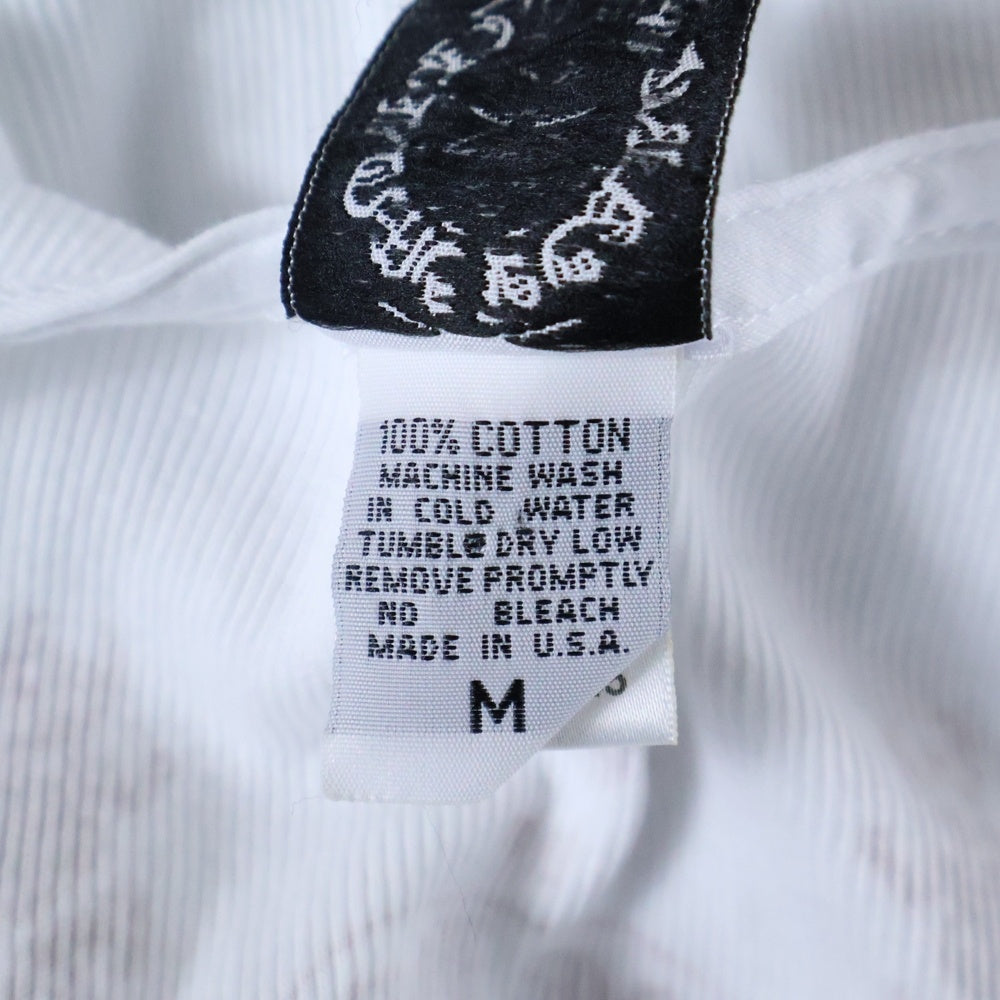 100% COTTON
MACHINE WASH
IN COLD WATER
TUMBLe DRY LOW
REMOVE PROMPTLY
NO BLEACH
MADE IN U.S.A.
M